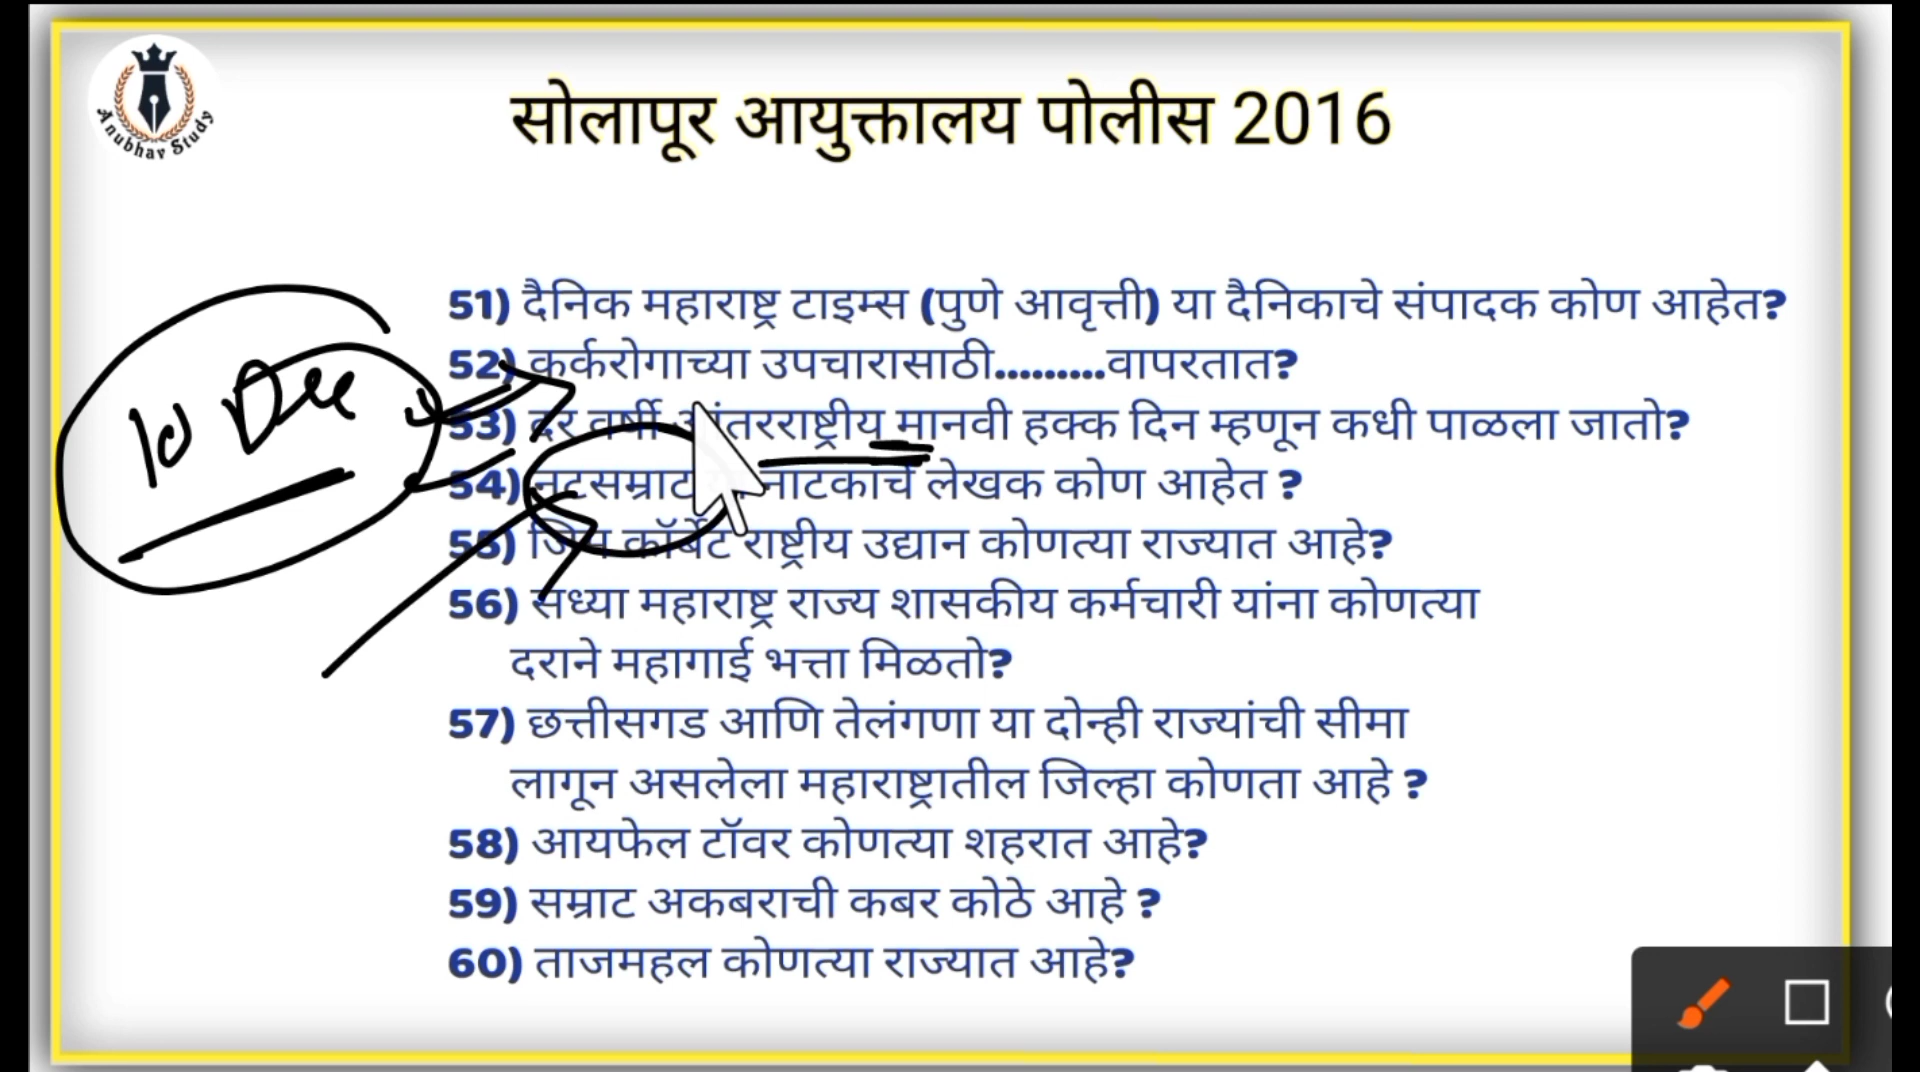 Anubhav Study
सोलापूर आयुक्तालय पोलीस 2016
51) दैनिक महाराष्ट्र टाइम्स (पुणे आवृत्ती) या दैनिकाचे संपादक कोण आहेत?
52) कर्करोगाच्या उपचारासाठी.........वापरतात?
10 Dec
53) दर वर्षी आंतरराष्ट्रीय मानवी हक्क दिन म्हणून कधी पाळला जातो?
54) नटसम्राट नाटकाचे लेखक कोण आहेत ?
55) जिम कॉर्बेट राष्ट्रीय उद्यान कोणत्या राज्यात आहे?
56) सध्या महाराष्ट्र राज्य शासकीय कर्मचारी यांना कोणत्या
दराने महागाई भत्ता मिळतो?
57) छत्तीसगड आणि तेलंगणा या दोन्ही राज्यांची सीमा
लागून असलेला महाराष्ट्रातील जिल्हा कोणता आहे ?
58) आयफेल टॉवर कोणत्या शहरात आहे?
59) सम्राट अकबराची कबर कोठे आहे ?
60) ताजमहल कोणत्या राज्यात आहे?